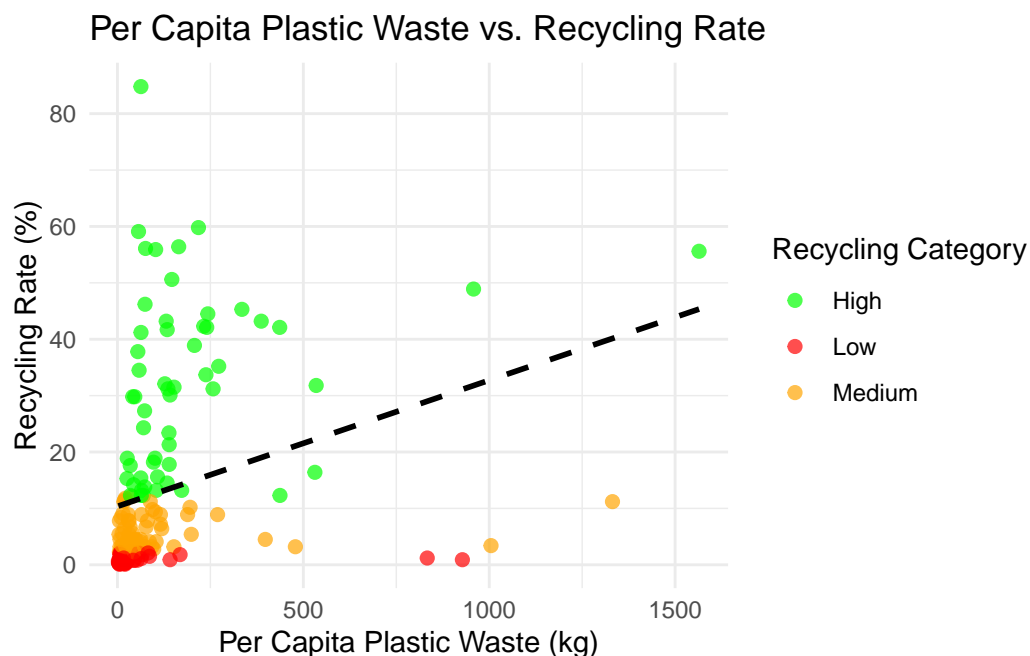 Per Capita Plastic Waste vs. Recycling Rate
80
60
40
20
0
Recycling Rate (%)
0 500 1000 1500
Per Capita Plastic Waste (kg)
Recycling Category
High
Low
Medium